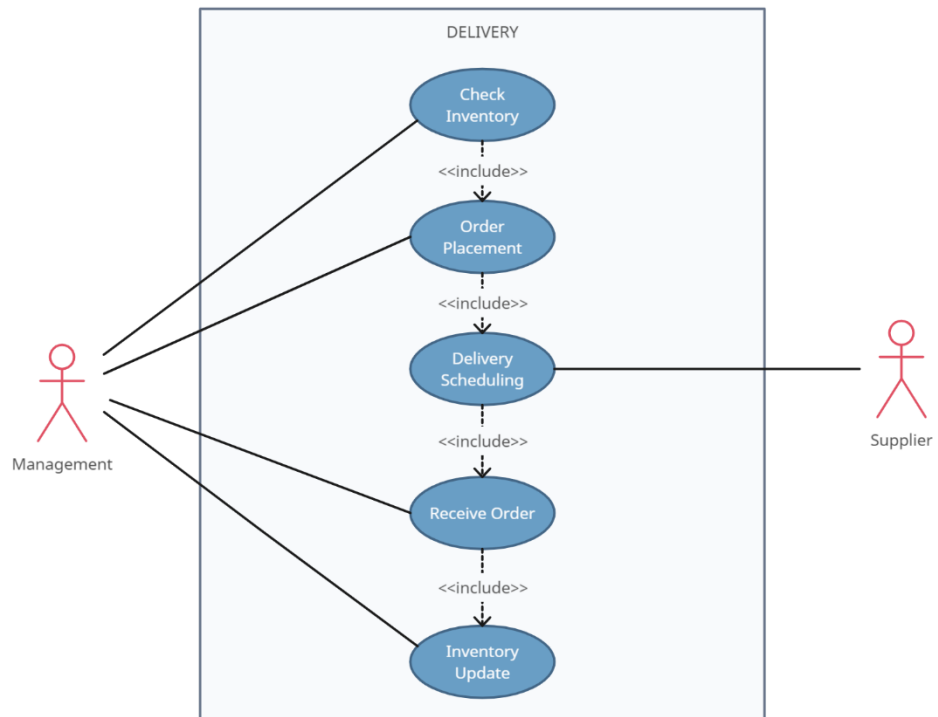 DELIVERY
Check
Inventory
<<include>>
Order
Placement
<<include>>
Delivery
Scheduling
<<include>>
Receive Order
<<include>>
Inventory
Update
Management
Supplier